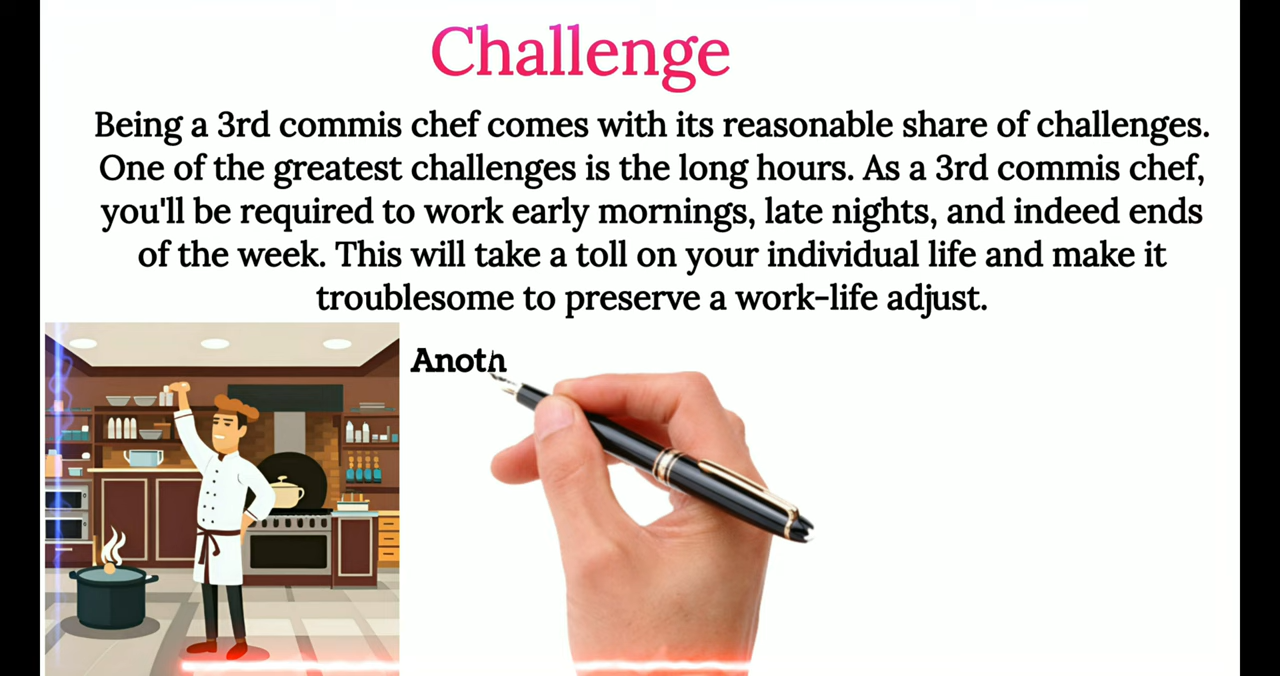 Challenge
Being a 3rd commis chef comes with its reasonable share of challenges.
One of the greatest challenges is the long hours. As a 3rd commis chef,
you'll be required to work early mornings, late nights, and indeed ends
of the week. This will take a toll on your individual life and make it
troublesome to preserve a work-life adjust.
Anoth